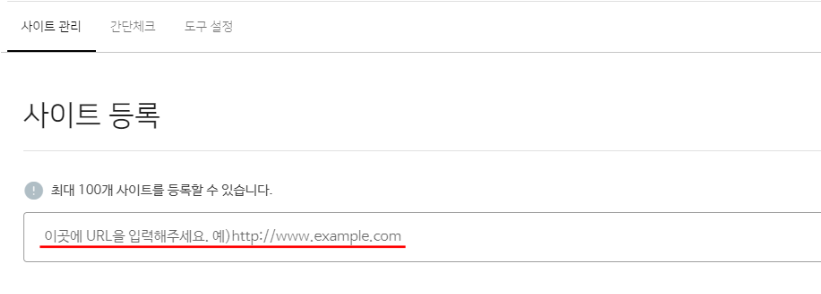 사이트 관리 간단체크 도구 설정
사이트 등록
! 최대 100개 사이트를 등록할 수 있습니다.
이곳에 URL을 입력해주세요. 예)http://www.example.com